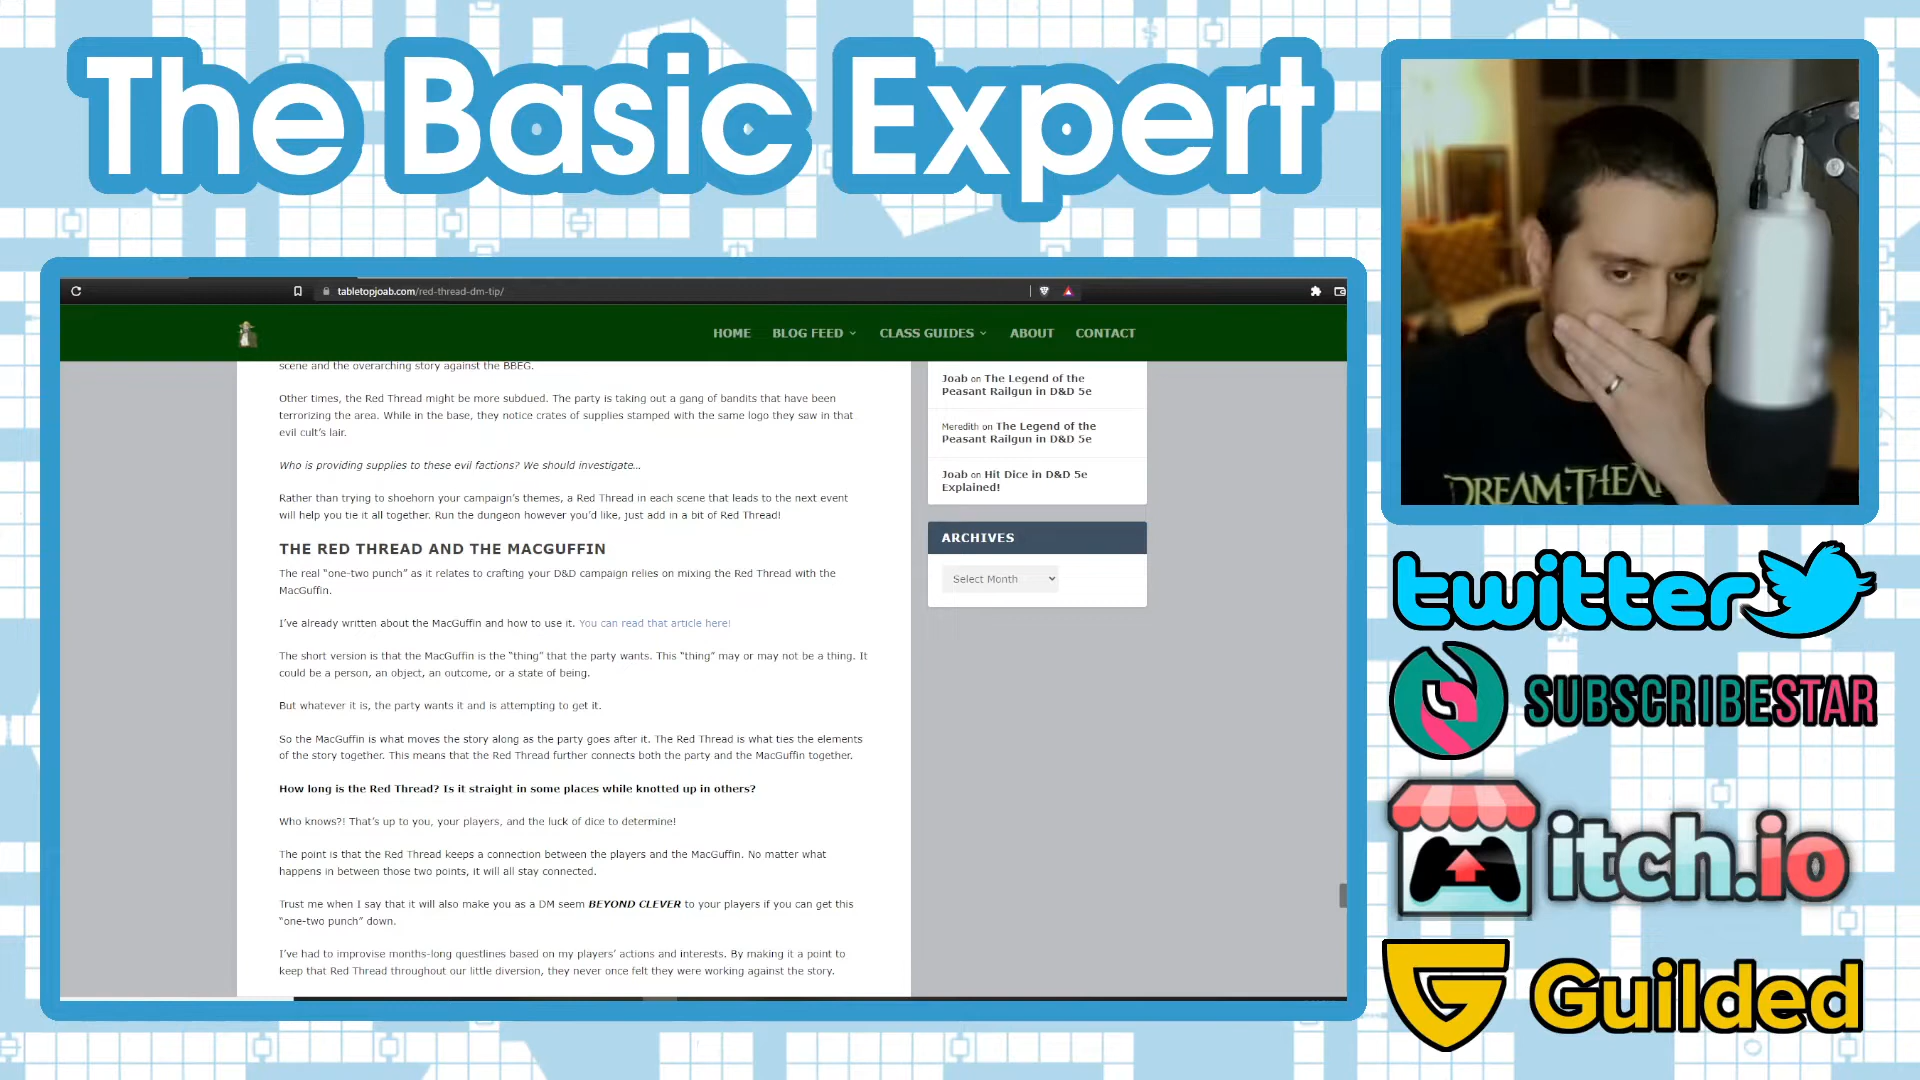 The Basic Expert
tabletopjoab.com/red-thread-dm-tip/
HOME BLOG FEED CLASS GUIDES ABOUT CONTACT
scene and the overarching story against the BBEG.
Other times, the Red Thread might be more subdued. The party is taking out a gang of bandits that have been
terrorizing the area. While in the base, they notice crates of supplies stamped with the same logo they saw in that
evil cult's lair.
Who is providing supplies to these evil factions? We should investigate…
Rather than trying to shoehorn your campaign's themes, a Red Thread in each scene that leads to the next event
will help you tie it all together. Run the dungeon however you'd like, just add in a bit of Red Thread!
THE RED THREAD AND THE MACGUFFIN
The real “one-two punch” as it relates to crafting your D&D campaign relies on mixing the Red Thread with the
MacGuffin.
I've already written about the MacGuffin and how to use it. You can read that article here!
The short version is that the MacGuffin is the “thing” that the party wants. This “thing” may or may not be a thing. It
could be a person, an object, an outcome, or a state of being.
But whatever it is, the party wants it and is attempting to get it.
So the MacGuffin is what moves the story along as the party goes after it. The Red Thread is what ties the elements
of the story together. This means that the Red Thread further connects both the party and the MacGuffin together.
How long is the Red Thread? Is it straight in some places while knotted up in others?
Who knows?! That's up to you, your players, and the luck of dice to determine!
The point is that the Red Thread keeps a connection between the players and the MacGuffin. No matter what
happens in between those two points, it will all stay connected.
Trust me when I say that it will also make you as a DM seem BEYOND CLEVER to your players if you can get this
“one-two punch” down.
I've had to improvise months-long questlines based on my players' actions and interests. By making it a point to
keep that Red Thread throughout our little diversion, they never once felt they were working against the story.
Joab on The Legend of the
Peasant Railgun in D&D 5e
Meredith on The Legend of the
Peasant Railgun in D&D 5e
Joab on Hit Dice in D&D 5e
Explained!
ARCHIVES
Select Month
DREAM THEA
twitter
SUBSCRIBESTAR
itch.io
Guilded